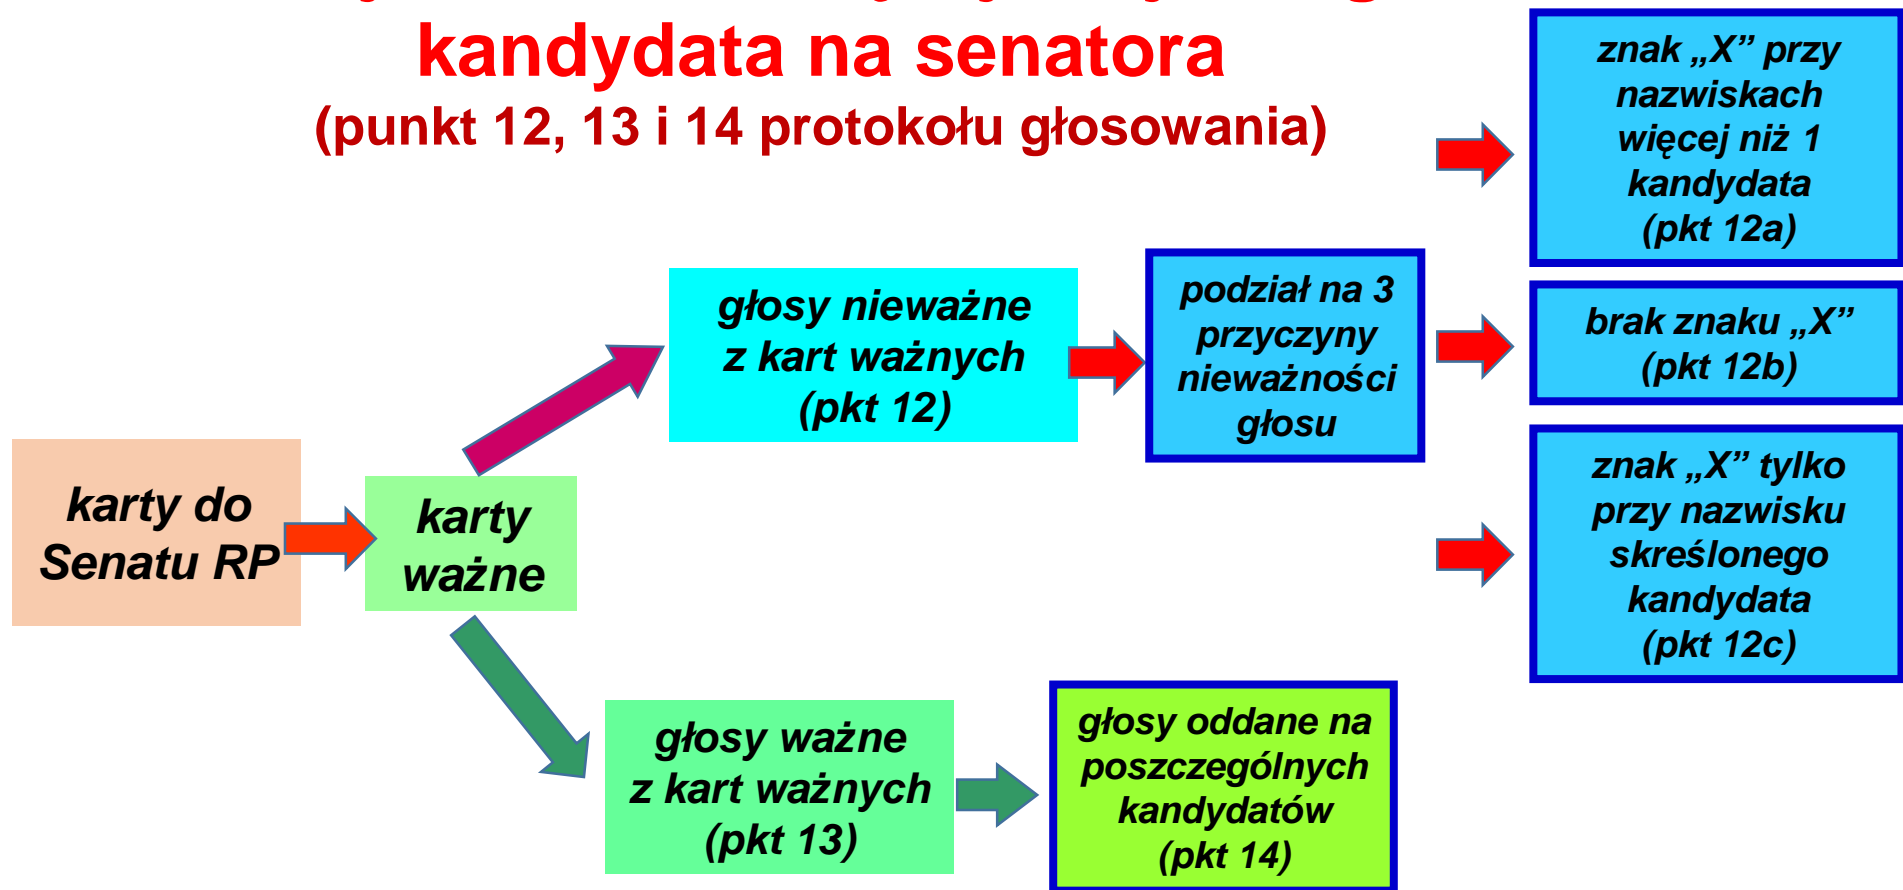 kandydata na senatora
(punkt 12, 13 i 14 protokołu głosowania)
znak „X” przy
nazwiskach
więcej niż 1
kandydata
(pkt 12a)
głosy nieważne
z kart ważnych
(pkt 12)
podział na 3
przyczyny
nieważności
głosu
brak znaku „X”
(pkt 12b)
karty do
Senatu RP
karty
ważne
znak „X” tylko
przy nazwisku
skreślonego
kandydata
(pkt 12c)
głosy ważne
z kart ważnych
(pkt 13)
głosy oddane na
poszczególnych
kandydatów
(pkt 14)